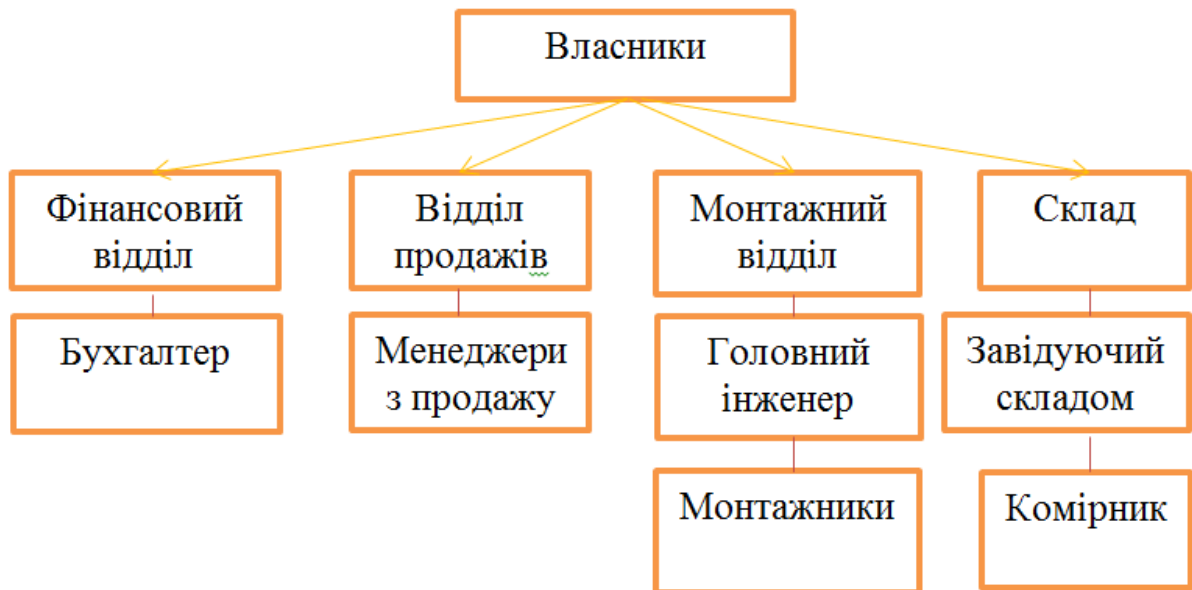 Власники
Фінансовий
відділ
Відділ
продажів
Монтажний
відділ
Склад
Бухгалтер
Менеджери
з продажу
Головний
інженер
Завідуючий
складом
Монтажники
Комірник